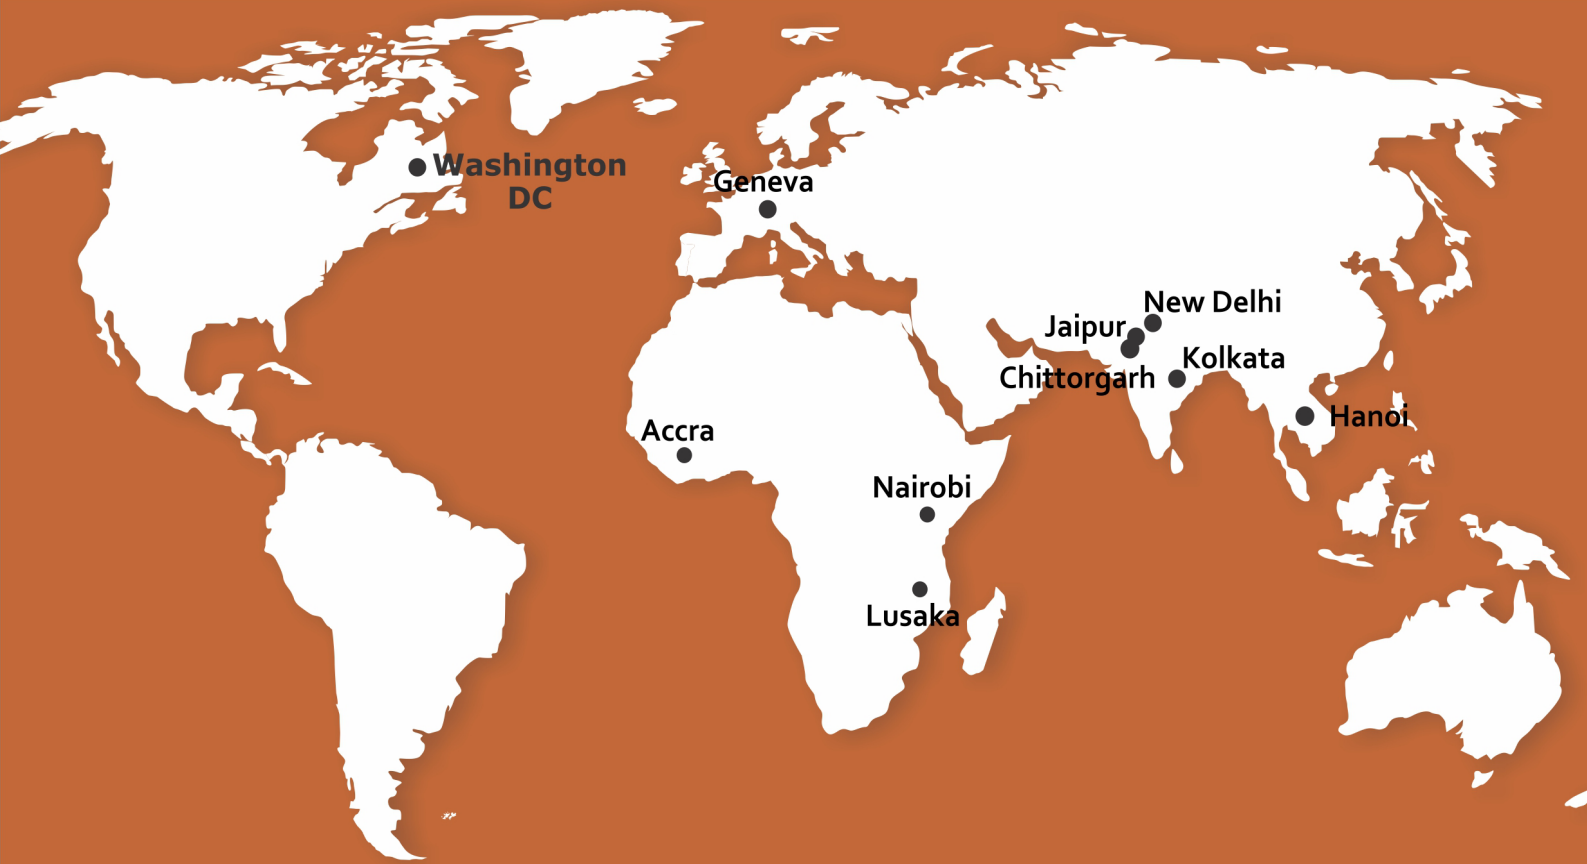 Washington
DC
Geneva
New Delhi
Jaipur
Kolkata
Chittorgarh
Hanoi
Accra
Nairobi
Lusaka